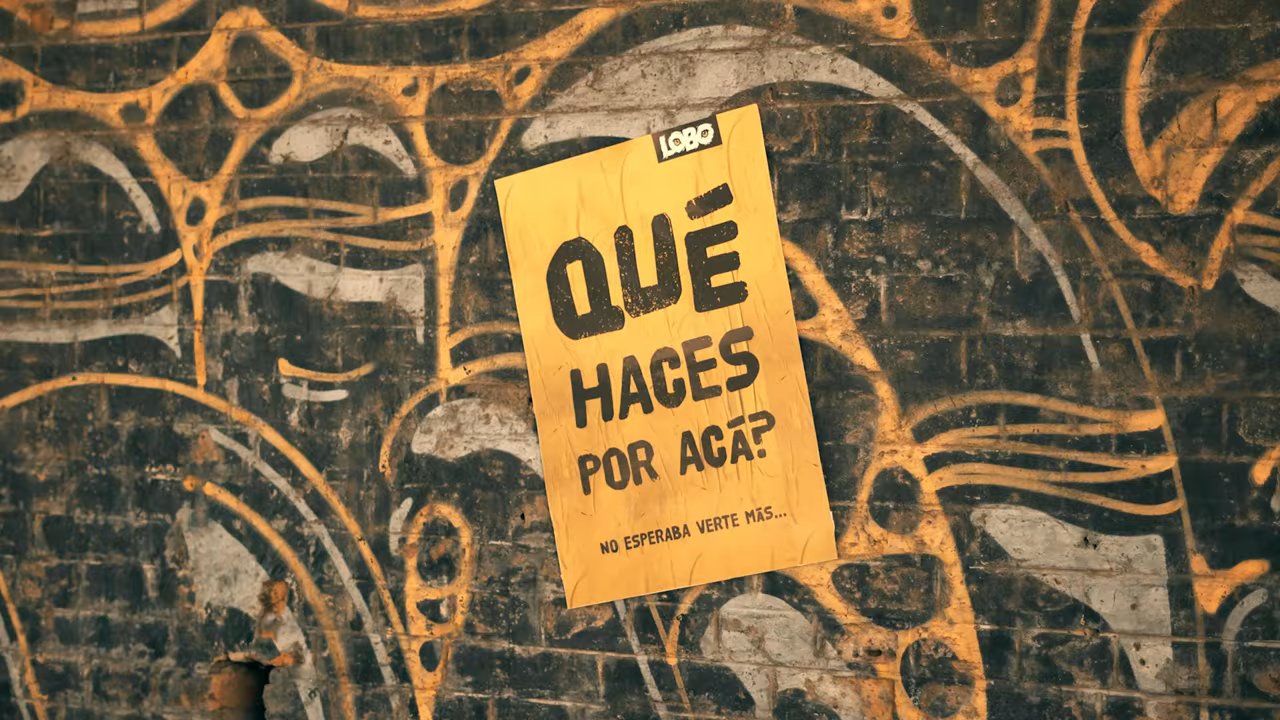 LOBO
QUÉ
HACES
POR ACÁ?
NO ESPERABA VERTE MÁS...